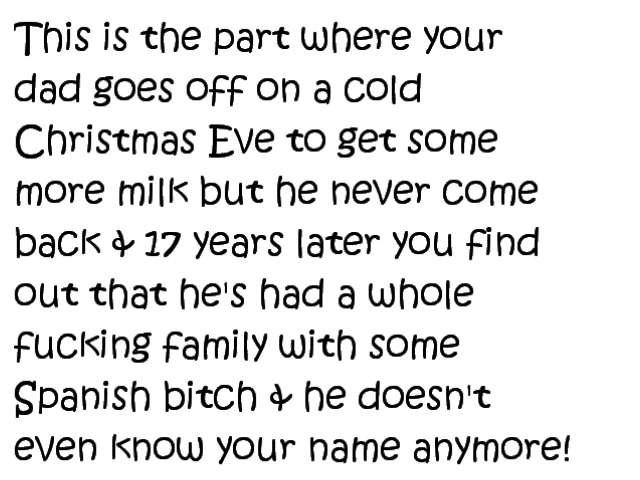 This is the part where your
dad goes off on a cold
Christmas Eve to get some
more milk but he never come
back & 17 years later you find
out that he's had a whole
fucking family with some
Spanish bitch & he doesn't
even know your name anymore!